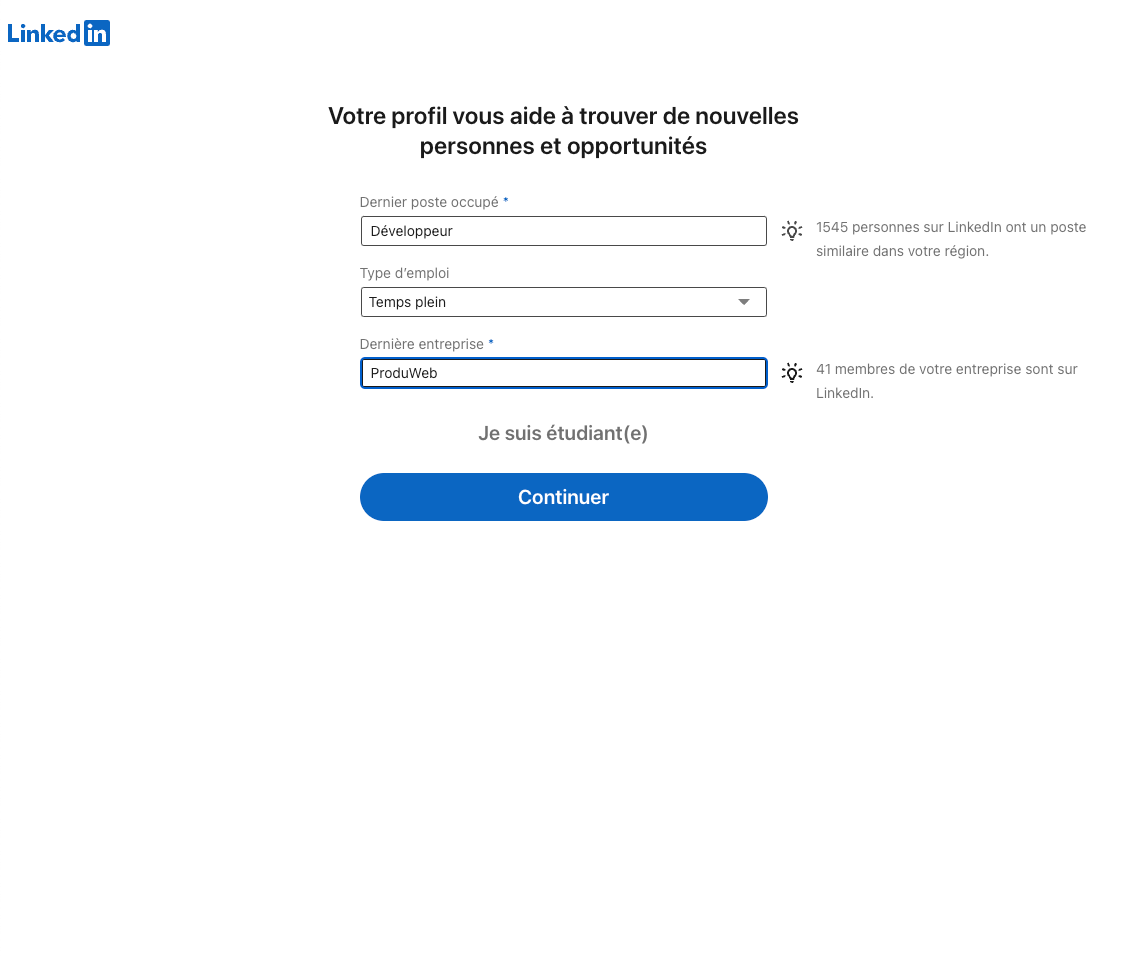 LinkedIn
Votre profil vous aide à trouver de nouvelles
personnes et opportunités
Dernier poste occupé *
Développeur
1545 personnes sur LinkedIn ont un poste
similaire dans votre région.
Type d’emploi
Temps plein
Dernière entreprise *
ProduWeb
41 membres de votre entreprise sont sur
LinkedIn.
Je suis étudiant(e)
Continuer